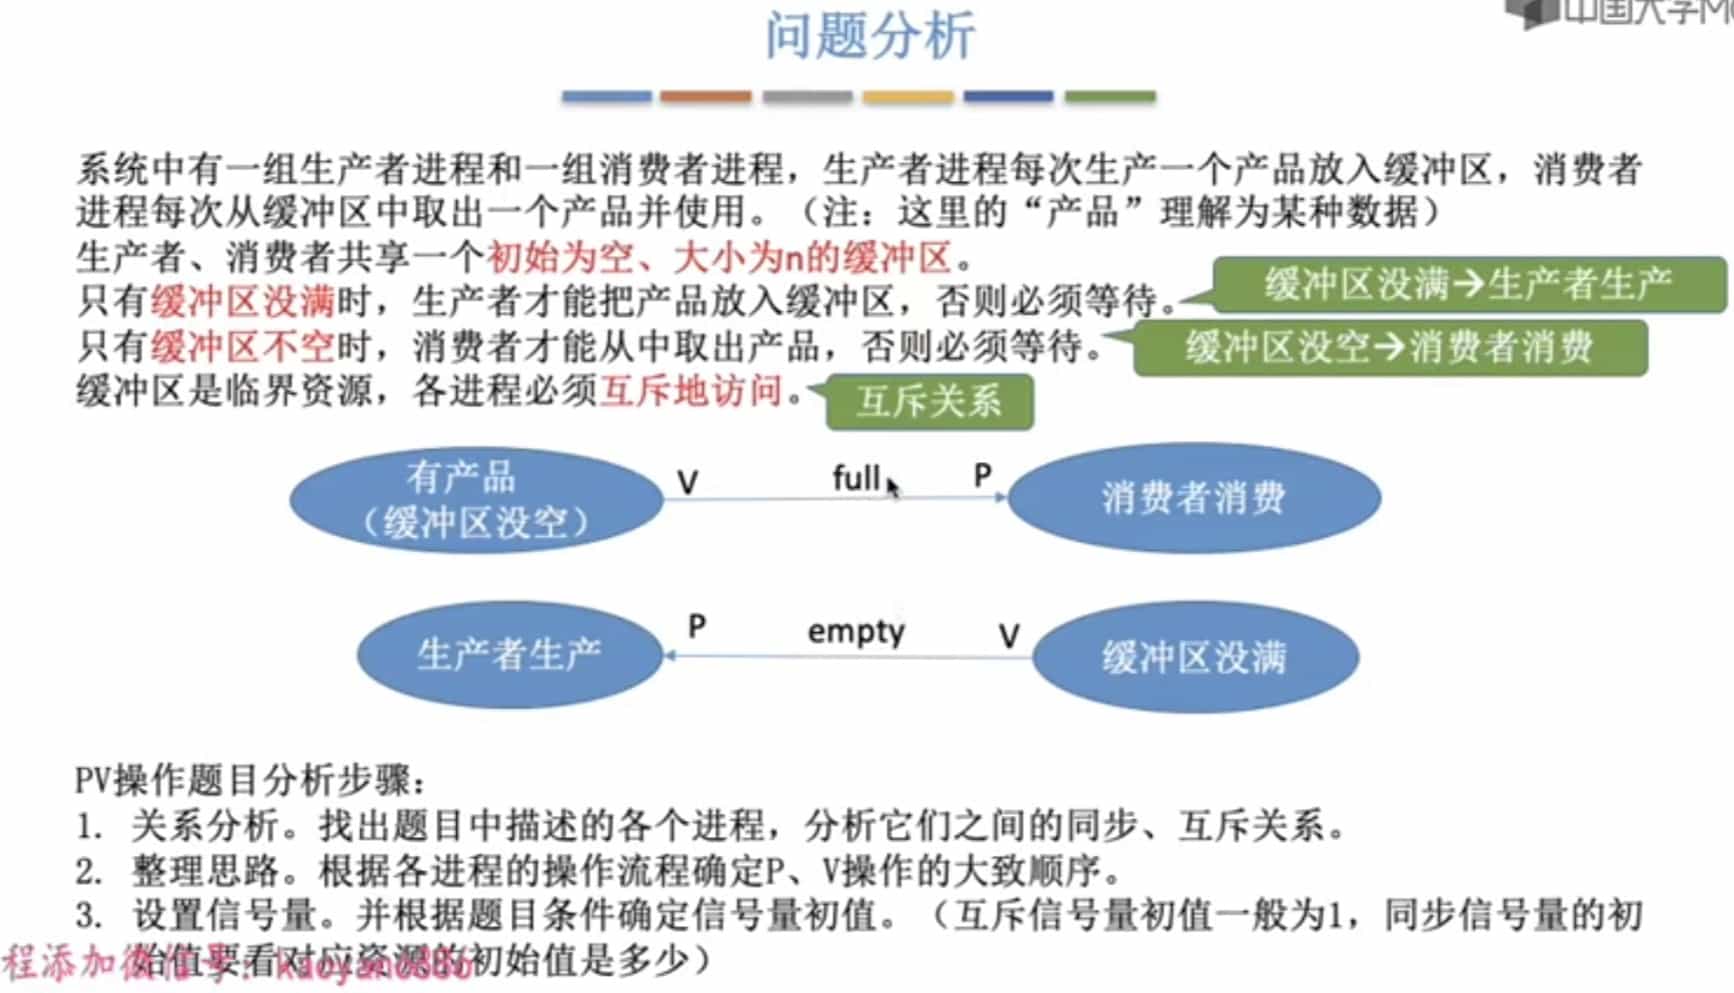 中国大学MO
问题分析
系统中有一组生产者进程和一组消费者进程，生产者进程每次生产一个产品放入缓冲区，消费者
进程每次从缓冲区中取出一个产品并使用。（注：这里的“产品”理解为某种数据）
生产者、消费者共享一个初始为空、大小为n的缓冲区。
只有缓冲区没满时，生产者才能把产品放入缓冲区，否则必须等待。
缓冲区没满→生产者生产
只有缓冲区不空时，消费者才能从中取出产品，否则必须等待。
缓冲区没空→消费者消费
缓冲区是临界资源，各进程必须互斥地访问。
互斥关系
有产品
（缓冲区没空）
V
full
P
消费者消费
生产者生产
P
empty
V
缓冲区没满
PV操作题目分析步骤：
1. 关系分析。找出题目中描述的各个进程，分析它们之间的同步、互斥关系。
2. 整理思路。根据各进程的操作流程确定P、V操作的大致顺序。
3. 设置信号量。并根据题目条件确定信号量初值。（互斥信号量初值一般为1，同步信号量的初
始值要看对应资源的初始值是多少）
程添加微信号：